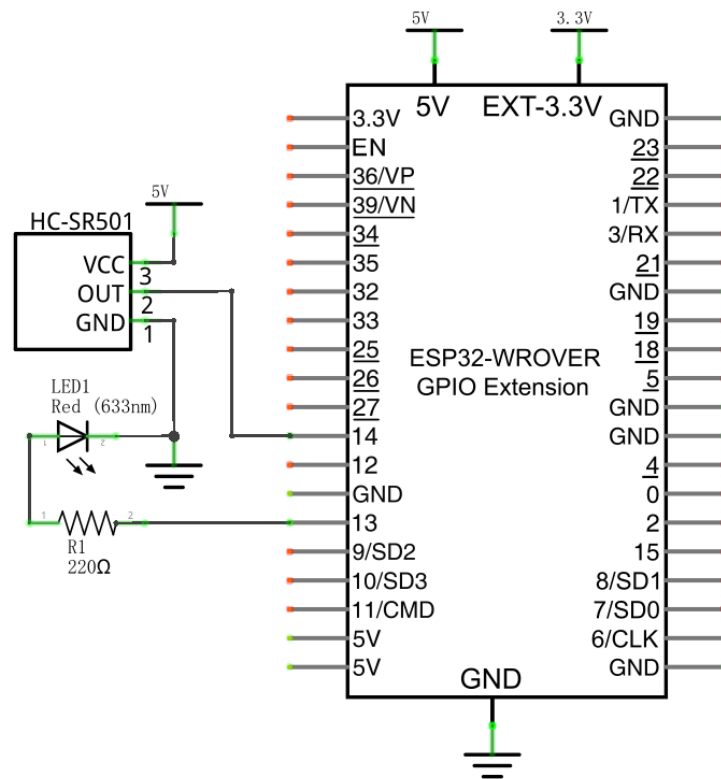 5V
3.3V
5V
EXT-3.3V
3.3V
EN
36/VP
39/VN
34
35
32
33
25
26
27
14
12
GND
13
9/SD2
10/SD3
11/CMD
5V
5V
GND
23
22
1/TX
3/RX
21
GND
19
18
5
GND
GND
4
0
2
15
8/SD1
7/SD0
6/CLK
GND
ESP32-WROVER
GPIO Extension
GND
5V
HC-SR501
VCC
3
OUT
2
GND
1
LED1
Red (633nm)
1
2
1
2
R1
220Ω